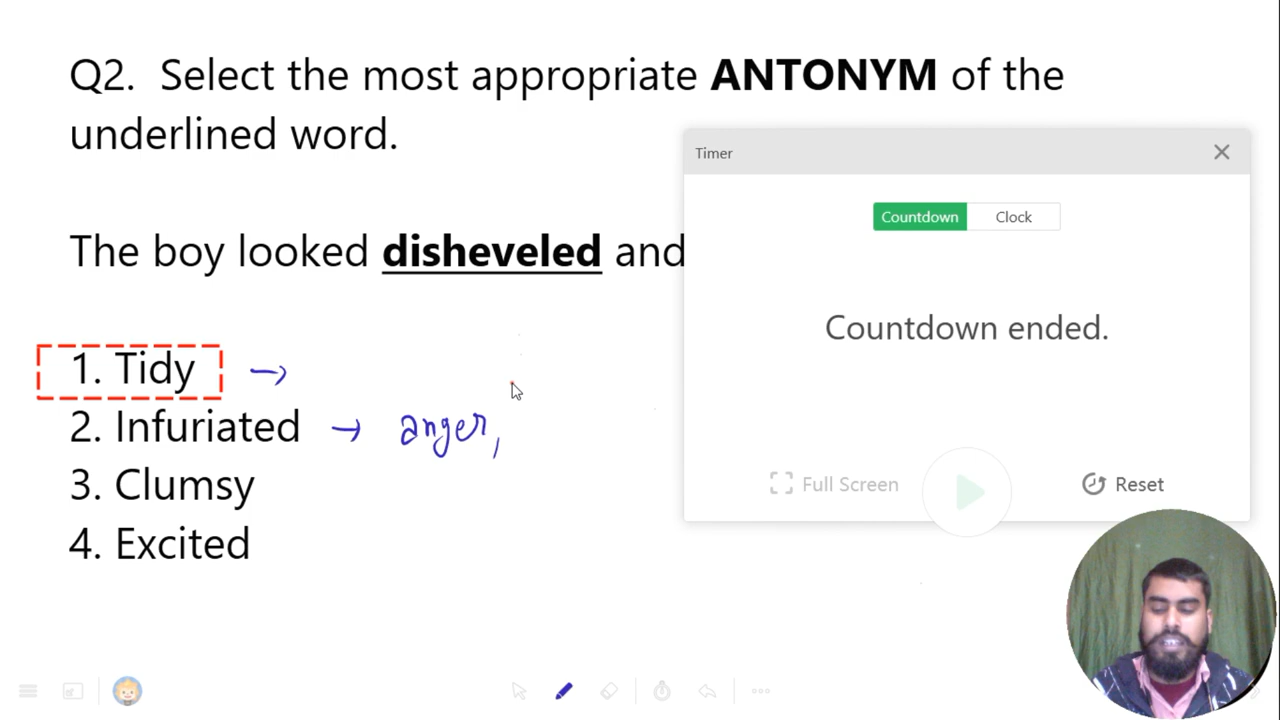 Q2. Select the most appropriate ANTONYM of the
underlined word.
Timer
Countdown Clock
The boy looked disheveled and
Countdown ended.
1. Tidy →
2. Infuriated → anger,
3. Clumsy
Full Screen Reset
4. Excited